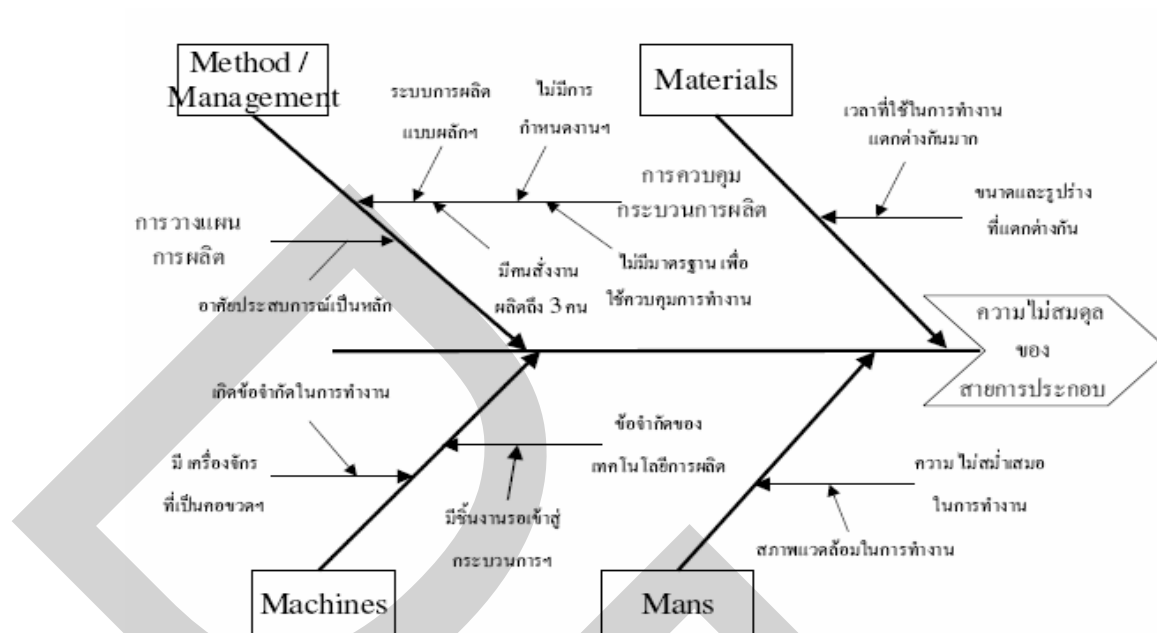 Method /
Management
ระบบการผลิต
แบบผลักฯ
ไม่มีการ
กำหนดงานฯ
Materials
เวลาที่ใช้ในการทำงาน
แตกต่างกันมาก
การควบคุม
กระบวนการผลิต
ขนาดและรูปร่าง
ที่แตกต่างกัน
การวางแผน
การผลิต
มีคนสั่งงาน
ผลิตถึง 3 คน
ไม่มีมาตรฐาน เพื่อ
ใช้ควบคุมการทำงาน
อาศัยประสบการณ์เป็นหลัก
ความไม่สมดุล
ของ
สายการประกอบ
เกิดข้อจำกัดในการทำงาน
ข้อจำกัดของ
เทคโนโลยีการผลิต
มี เครื่องจักร
ที่เป็นคอขวดฯ
ความ ไม่สม่ำเสมอ
ในการทำงาน
มีชิ้นงานรอเข้าสู่
กระบวนการฯ
สภาพแวดล้อมในการทำงาน
Machines
Mans